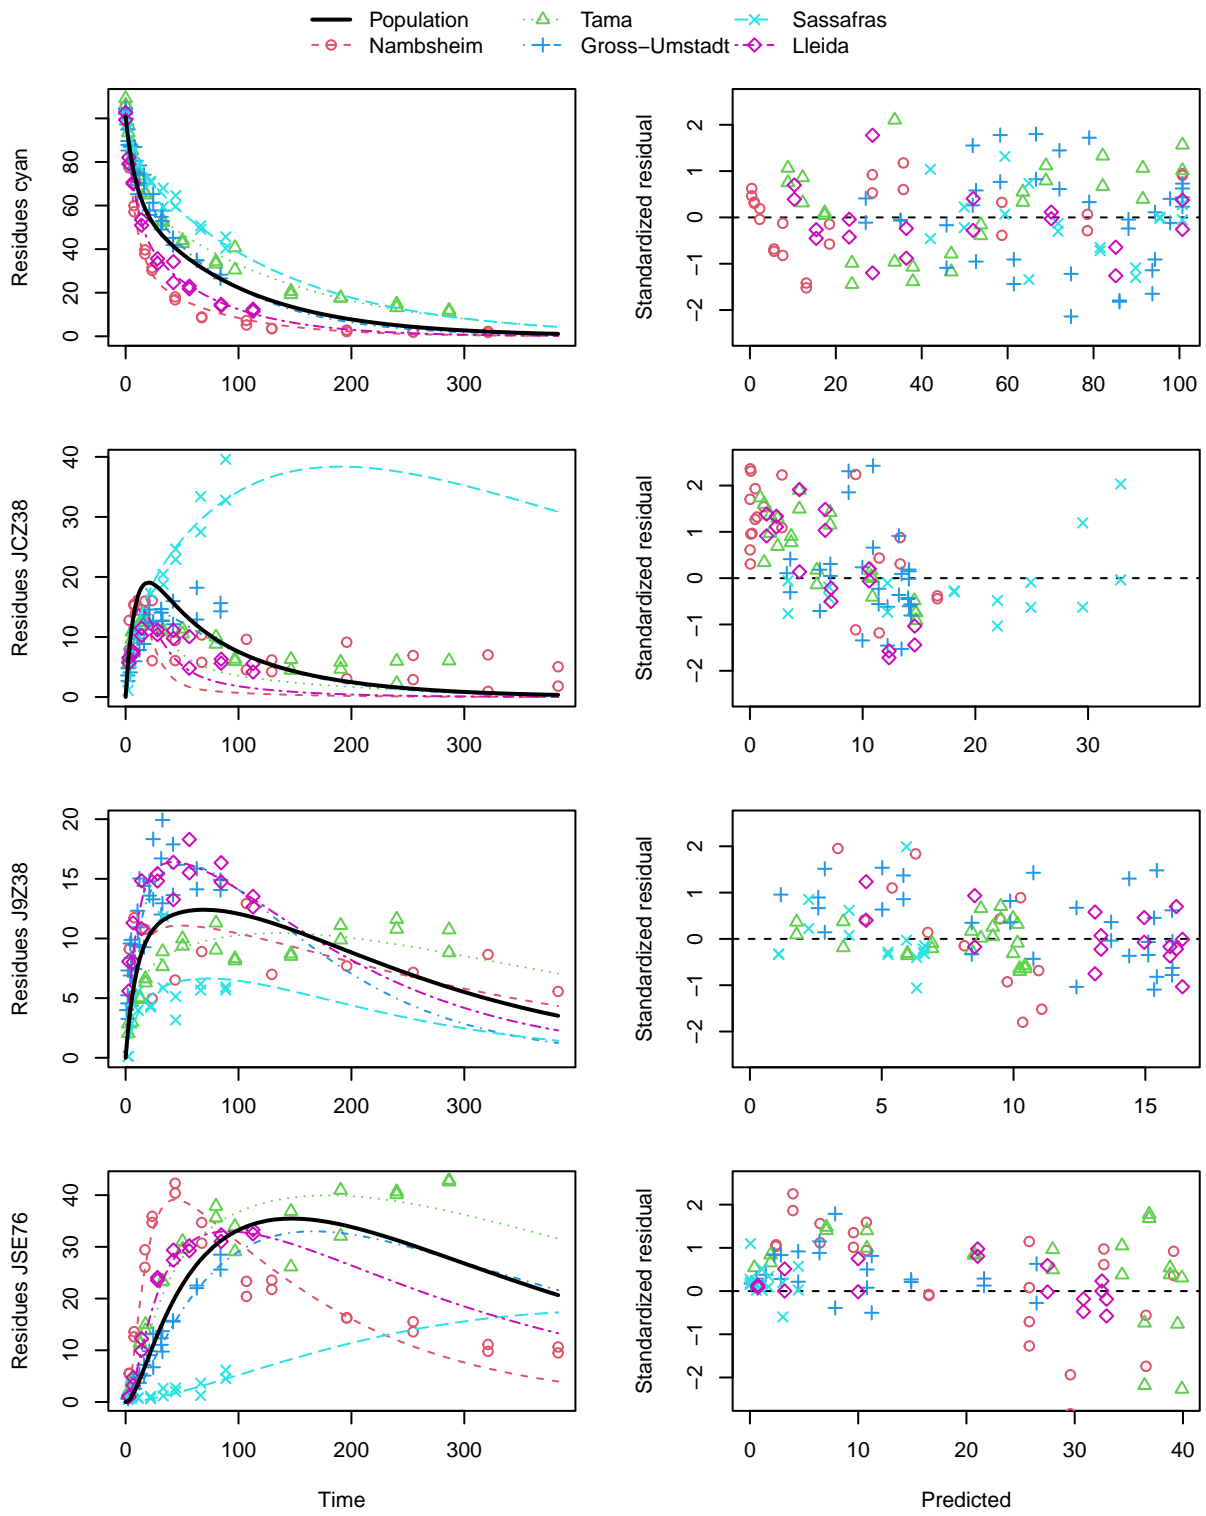 Population Tama Sassafras
Nambsheim Gross−Umstadt Lleida
Residues cyan
0 20 40 60 80
0 100 200 300
Standardized residual
−2 −1 0 1 2
0 20 40 60 80 100
Residues JCZ38
0 10 20 30 40
0 100 200 300
Standardized residual
−2 −1 0 1 2
0 10 20 30
Residues J9Z38
0 5 10 15 20
0 100 200 300
Standardized residual
−2 −1 0 1 2
0 5 10 15
Residues JSE76
0 10 20 30 40
0 100 200 300
Time
Standardized residual
−2 −1 0 1 2
0 10 20 30 40
Predicted